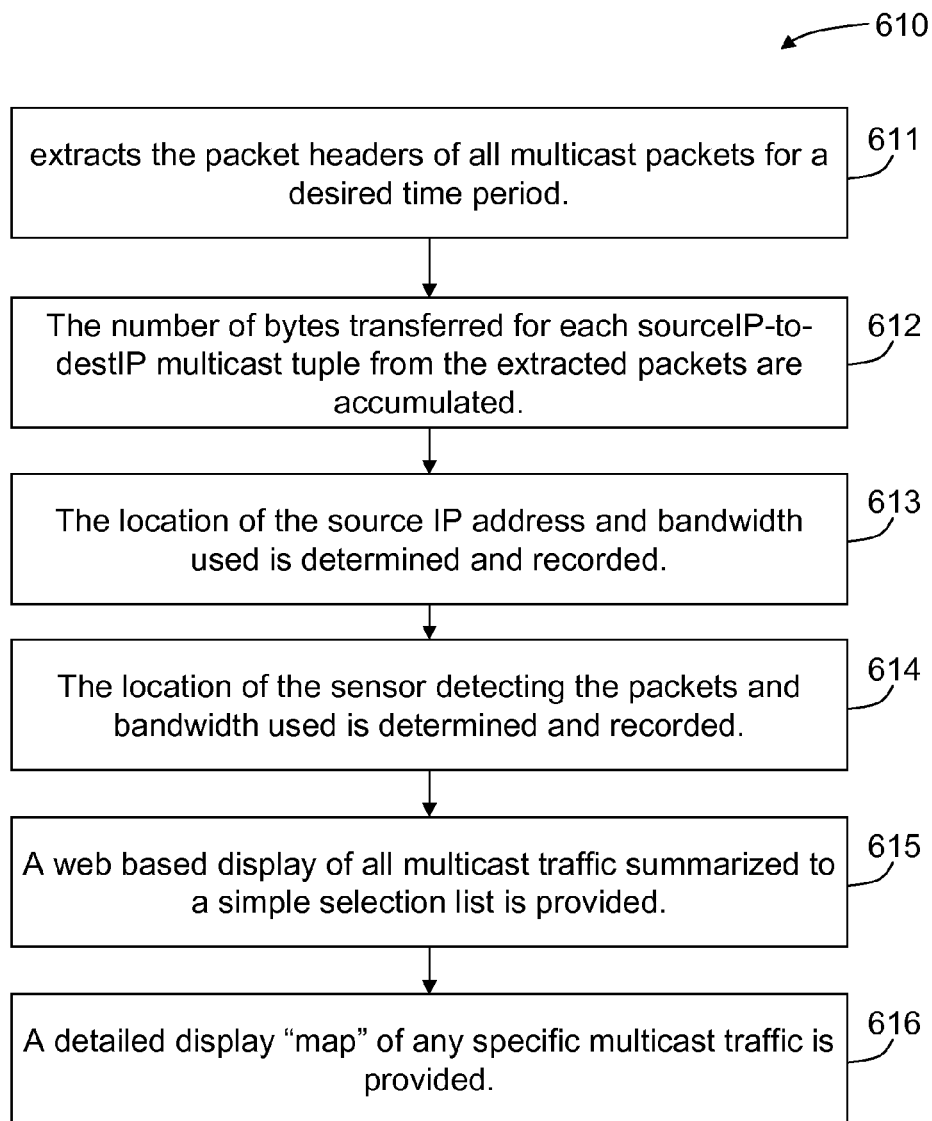 610
extracts the packet headers of all multicast packets for a
desired time period.
611
The number of bytes transferred for each sourceIP-to-
destIP multicast tuple from the extracted packets are
accumulated.
612
The location of the source IP address and bandwidth
used is determined and recorded.
613
The location of the sensor detecting the packets and
bandwidth used is determined and recorded.
614
A web based display of all multicast traffic summarized to
a simple selection list is provided.
615
A detailed display “map” of any specific multicast traffic is
provided.
616